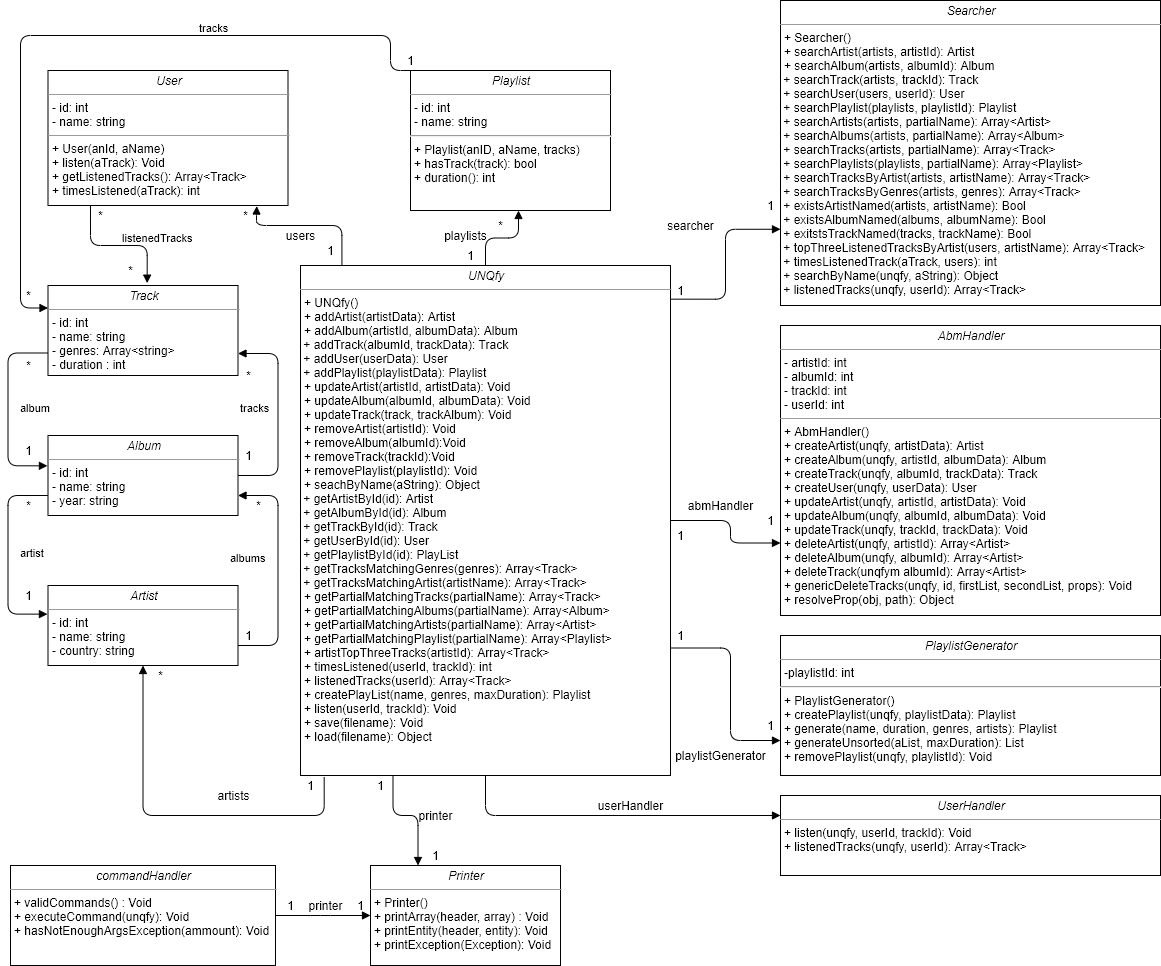 tracks
1
User
- id: int
- name: string
+ User(anId, aName)
+ listen(aTrack): Void
+ getListenedTracks(): Array<Track>
+ timesListened(aTrack): int
Playlist
- id: int
- name: string
+ Playlist(anID, aName, tracks)
+ hasTrack(track): bool
+ duration(): int
Searcher
+ Searcher()
+ searchArtist(artists, artistId): Artist
+ searchAlbum(artists, albumId): Album
+ searchTrack(artists, trackId): Track
+ searchUser(users, userId): User
+ searchPlaylist(playlists, playlistId): Playlist
+ searchArtists(artists, partialName): Array<Artist>
+ searchAlbums(artists, partialName): Array<Album>
+ searchTracks(artists, partialName): Array<Track>
+ searchPlaylists(playlists, partialName): Array<Playlist>
+ searchTracksByArtist(artists, artistName): Array<Track>
+ searchTracksByGenres(artists, genres): Array<Track>
+ existsArtistNamed(artists, artistName): Bool
+ existsAlbumNamed(albums, albumName): Bool
+ exitstsTrackNamed(tracks, trackName): Bool
+ topThreeListenedTracksByArtist(users, artistName): Array<Track>
+ timesListenedTrack(aTrack, users): int
+ searchByName(unqfy, aString): Object
+ listenedTracks(unqfy, userId): Array<Track>
*
listenedTracks
*
*
users
1
*
playlists
1
searcher
1
1
*
Track
- id: int
- name: string
- genres: Array<string>
- duration : int
*
album
1
*
tracks
1
Album
- id: int
- name: string
- year: string
*
artist
1
*
albums
1
Artist
- id: int
- name: string
- country: string
*
artists
1
UNQfy
+ UNQfy()
+ addArtist(artistData): Artist
+ addAlbum(artistId, albumData): Album
+ addTrack(albumId, trackData): Track
+ addUser(userData): User
+ addPlaylist(playlistData): Playlist
+ updateArtist(artistId, artistData): Void
+ updateAlbum(albumId, albumData): Void
+ updateTrack(track, trackAlbum): Void
+ removeArtist(artistId): Void
+ removeAlbum(albumId):Void
+ removeTrack(trackId):Void
+ removePlaylist(playlistId): Void
+ seachByName(aString): Object
+ getArtistById(id): Artist
+ getAlbumById(id): Album
+ getTrackById(id): Track
+ getUserById(id): User
+ getPlaylistById(id): PlayList
+ getTracksMatchingGenres(genres): Array<Track>
+ getTracksMatchingArtist(artistName): Array<Track>
+ getPartialMatchingTracks(partialName): Array<Track>
+ getPartialMatchingAlbums(partialName): Array<Album>
+ getPartialMatchingArtists(partialName): Array<Artist>
+ getPartialMatchingPlaylist(partialName): Array<Playlist>
+ artistTopThreeTracks(artistId): Array<Track>
+ timesListened(userId, trackId): int
+ listenedTracks(userId): Array<Track>
+ createPlayList(name, genres, maxDuration): Playlist
+ listen(userId, trackId): Void
+ save(filename): Void
+ load(filename): Object
abmHandler
1
1
AbmHandler
- artistId: int
- albumId: int
- trackId: int
- userId: int
+ AbmHandler()
+ createArtist(unqfy, artistData): Artist
+ createAlbum(unqfy, artistId, albumData): Album
+ createTrack(unqfy, albumId, trackData): Track
+ createUser(unqfy, userData): User
+ updateArtist(unqfy, artistId, artistData): Void
+ updateAlbum(unqfy, albumId, albumData): Void
+ updateTrack(unqfy, trackId, trackData): Void
+ deleteArtist(unqfy, artistId): Array<Artist>
+ deleteAlbum(unqfy, albumId): Array<Artist>
+ deleteTrack(unqfym albumId): Array<Artist>
+ genericDeleteTracks(unqfy, id, firstList, secondList, props): Void
+ resolveProp(obj, path): Object
1
1
playlistGenerator
PlaylistGenerator
-playlistId: int
+ PlaylistGenerator()
+ createPlaylist(unqfy, playlistData): Playlist
+ generate(name, duration, genres, artists): Playlist
+ generateUnsorted(aList, maxDuration): List
+ removePlaylist(unqfy, playlistId): Void
userHandler
UserHandler
+ listen(unqfy, userId, trackId): Void
+ listenedTracks(unqfy, userId): Array<Track>
1
printer
1
commandHandler
+ validCommands() : Void
+ executeCommand(unqfy): Void
+ hasNotEnoughArgsException(ammount): Void
1
printer
1
Printer
+ Printer()
+ printArray(header, array) : Void
+ printEntity(header, entity): Void
+ printException(Exception): Void